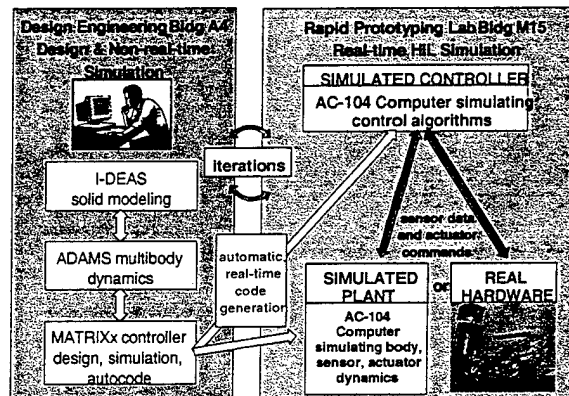 Design Engineering Bldg A4
Design & Non-real-time
Simulation
I-DEAS
solid modeling
ADAMS multibody
dynamics
MATRIXx controller
design, simulation,
autocode
iterations
automatic
real-time
code
generation
Rapid Prototyping Lab Bldg M15
Real-time HIL Simulation
SIMULATED CONTROLLER
AC-104 Computer simulating
control algorithms
sensor data
and actuator
commands
SIMULATED
PLANT
AC-104
Computer
simulating body,
sensor, actuator
dynamics
or
REAL
HARDWARE